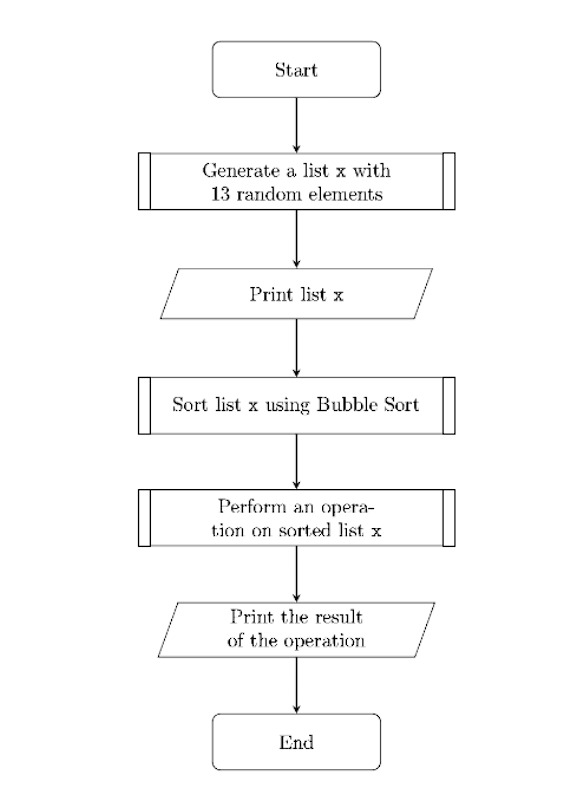 Start
Generate a list x with
13 random elements
Print list x
Sort list x using Bubble Sort
Perform an opera-
tion on sorted list x
Print the result
of the operation
End